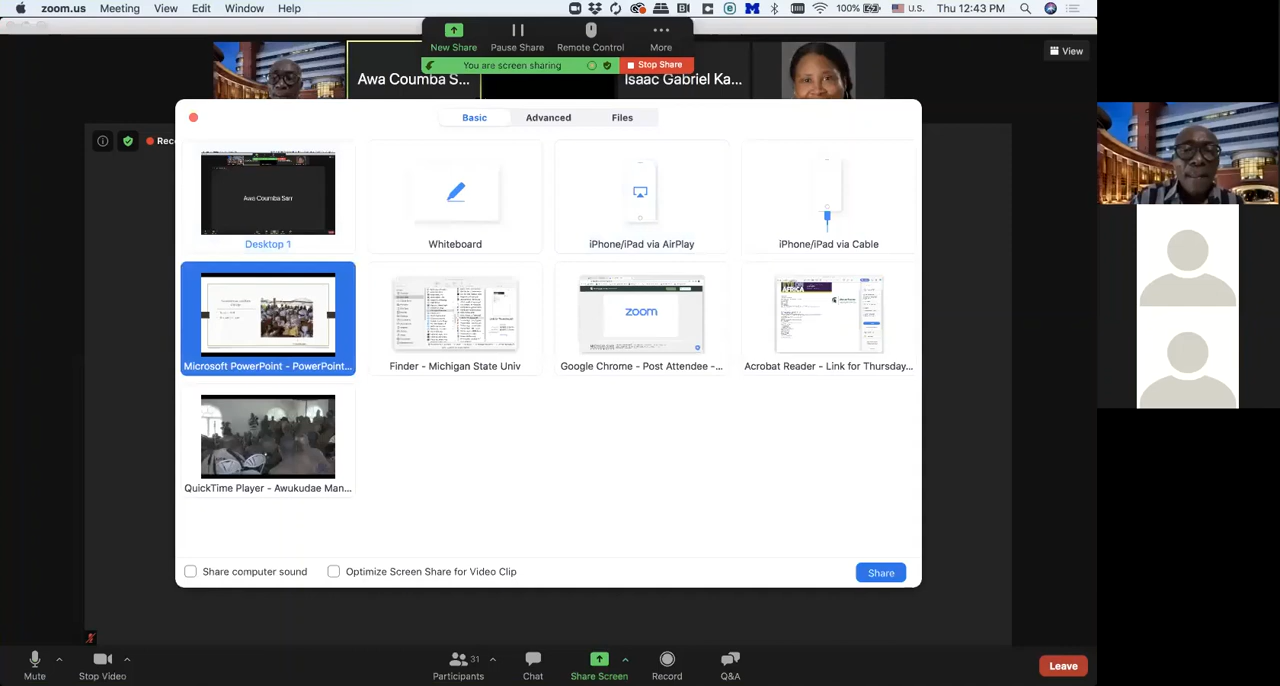 zoom.us Meeting View Edit Window Help
100% U.S. Thu 12:43 PM
New Share Pause Share Remote Control More
You are screen sharing Stop Share
View
Awa Coumba S...
Isaac Gabriel Ka...
Rec
Basic Advanced Files
Awa Coumba Sarr
Desktop 1 Whiteboard iPhone/iPad via AirPlay iPhone/iPad via Cable
zoom
Microsoft PowerPoint - PowerPoint... Finder - Michigan State Univ Google Chrome - Post Attendee -... Acrobat Reader - Link for Thursday...
QuickTime Player - Awukudae Man...
Share computer sound Optimize Screen Share for Video Clip Share
31
Mute Stop Video Participants Chat Share Screen Record Q&A Leave